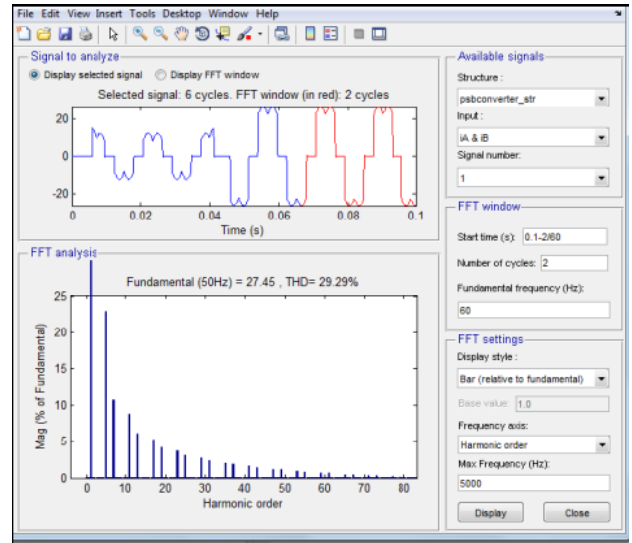 File Edit View Insert Tools Desktop Window Help
Signal to analyze
Display selected signal Display FFT window
Selected signal: 6 cycles. FFT window (in red): 2 cycles
20
0
-20
0 0.02 0.04 0.06 0.08 0.1
Time (s)
FFT analysis
Fundamental (50Hz) = 27.45 , THD= 29.29%
25
20
15
10
5
0
Mag (% of Fundamental)
0 10 20 30 40 50 60 70 80
Harmonic order
Available signals
Structure :
psbconverter_str
Input :
iA & iB
Signal number:
1
FFT window
Start time (s): 0.1-2/60
Number of cycles: 2
Fundamental frequency (Hz):
60
FFT settings
Display style :
Bar (relative to fundamental)
Base value: 1.0
Frequency axis:
Harmonic order
Max Frequency (Hz):
5000
Display Close